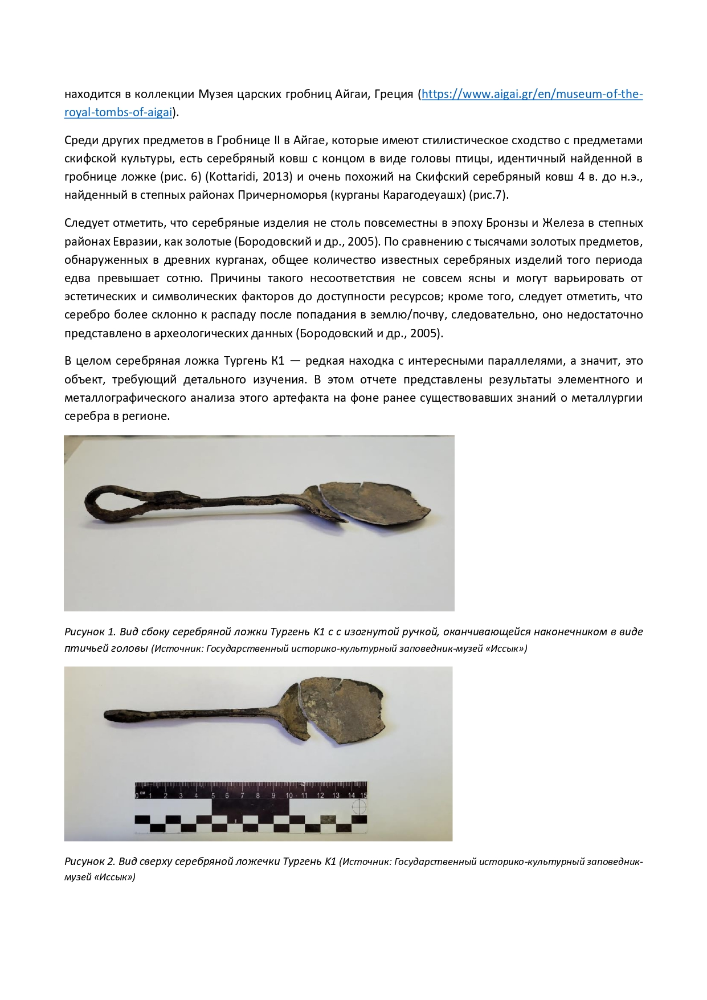 находится в коллекции Музея царских гробниц Айгаи, Греция (https://www.aigai.gr/en/museum-of-the-
royal-tombs-of-aigai).
Среди других предметов в Гробнице II в Айгае, которые имеют стилистическое сходство с предметами
скифской культуры, есть серебряный ковш с концом в виде головы птицы, идентичный найденной в
гробнице ложке (рис. 6) (Kottaridi, 2013) и очень похожий на Скифский серебряный ковш 4 в. до н.э.,
найденный в степных районах Причерноморья (курганы Карагодеуашх) (рис.7).
Следует отметить, что серебряные изделия не столь повсеместны в эпоху Бронзы и Железа в степных
районах Евразии, как золотые (Бородовский и др., 2005). По сравнению с тысячами золотых предметов,
обнаруженных в древних курганах, общее количество известных серебряных изделий того периода
едва превышает сотню. Причины такого несоответствия не совсем ясны и могут варьировать от
эстетических и символических факторов до доступности ресурсов; кроме того, следует отметить, что
серебро более склонно к распаду после попадания в землю/почву, следовательно, оно недостаточно
представлено в археологических данных (Бородовский и др., 2005).
В целом серебряная ложка Тургень К1 — редкая находка с интересными параллелями, а значит, это
объект, требующий детального изучения. В этом отчете представлены результаты элементного и
металлографического анализа этого артефакта на фоне ранее существовавших знаний о металлургии
серебра в регионе.
Рисунок 1. Вид сбоку серебряной ложки Тургень К1 с с изогнутой ручкой, оканчивающейся наконечником в виде
птичьей головы (Источник: Государственный историко-культурный заповедник-музей «Иссык»)
0 см 1 2 3 4 5 6 7 8 9 10 11 12 13 14 15
Рисунок 2. Вид сверху серебряной ложечки Тургень К1 (Источник: Государственный историко-культурный заповедник-
музей «Иссык»)